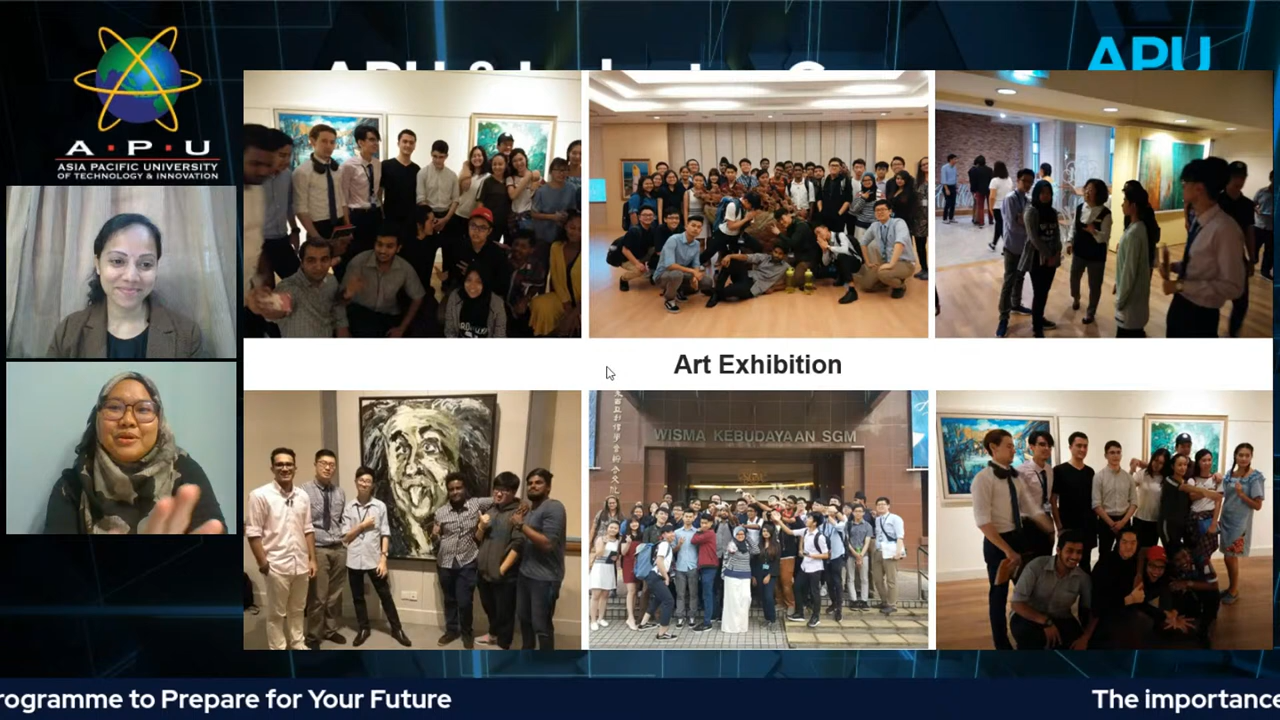 A·P·U
ASIA PACIFIC UNIVERSITY
OF TECHNOLOGY & INNOVATION
APU
Art Exhibition
WISMA KEBUDAYAAN SGM
rogramme to Prepare for Your Future
The importance